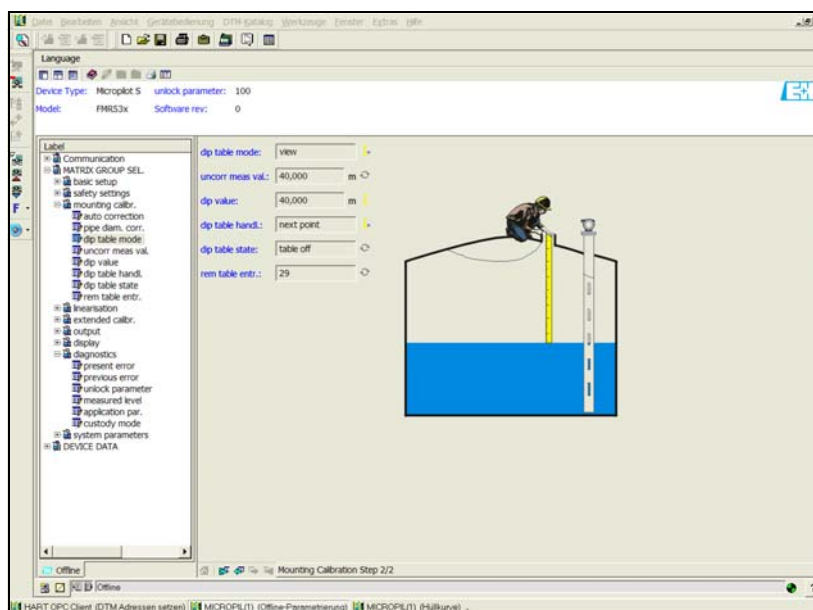 Datei Bearbeiten Ansicht Gerätebedienung DTM-Katalog Werkzeuge Fenster Extras Hilfe
Language
Device Type: Micropilot S unlock parameter: 100
Model: FMR53x Software rev: 0
E+H
Label
Communication
MATRIX GROUP SEL.
basic setup
safety settings
mounting calibr.
auto correction
pipe diam. corr.
dip table mode
uncorr meas val.
dip value
dip table handl.
dip table state
rem table entr.
linearisation
extended calibr.
output
display
diagnostics
present error
previous error
unlock parameter
measured level
application par.
custody mode
system parameters
DEVICE DATA
dip table mode: view
uncorr meas val.: 40,000 m
dip value: 40,000 m
dip table handl.: next point
dip table state: table off
rem table entr.: 29
F
Offline
Mounting Calibration Step 2/2
Offline
HART OPC Client (DTM Adressen setzen) MICROPIL(1) (Offline-Parametrierung) MICROPIL(1) (Hüllkurve)